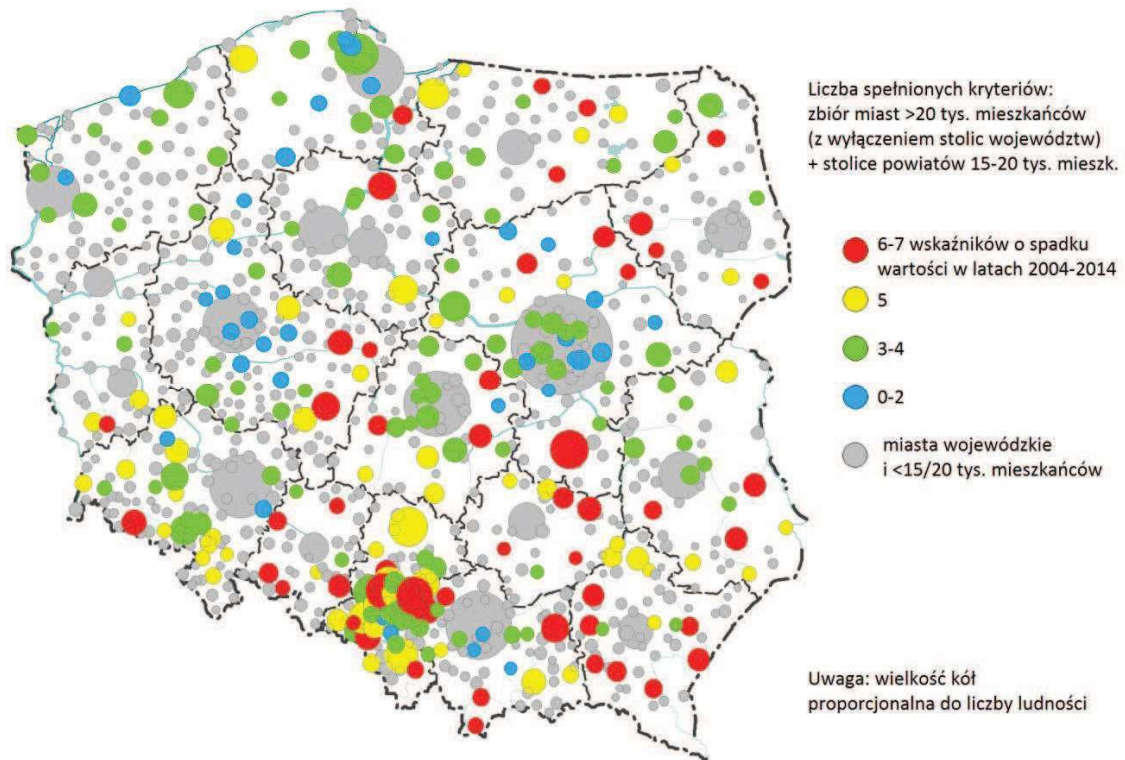 Liczba spełnionych kryteriów:
zbiór miast >20 tys. mieszkańców
(z wyłączeniem stolic województw)
+ stolice powiatów 15-20 tys. mieszk.
6-7 wskaźników o spadku
wartości w latach 2004-2014
5
3-4
0-2
miasta wojewódzkie
i <15/20 tys. mieszkańców
Uwaga: wielkość kół
proporcjonalna do liczby ludności